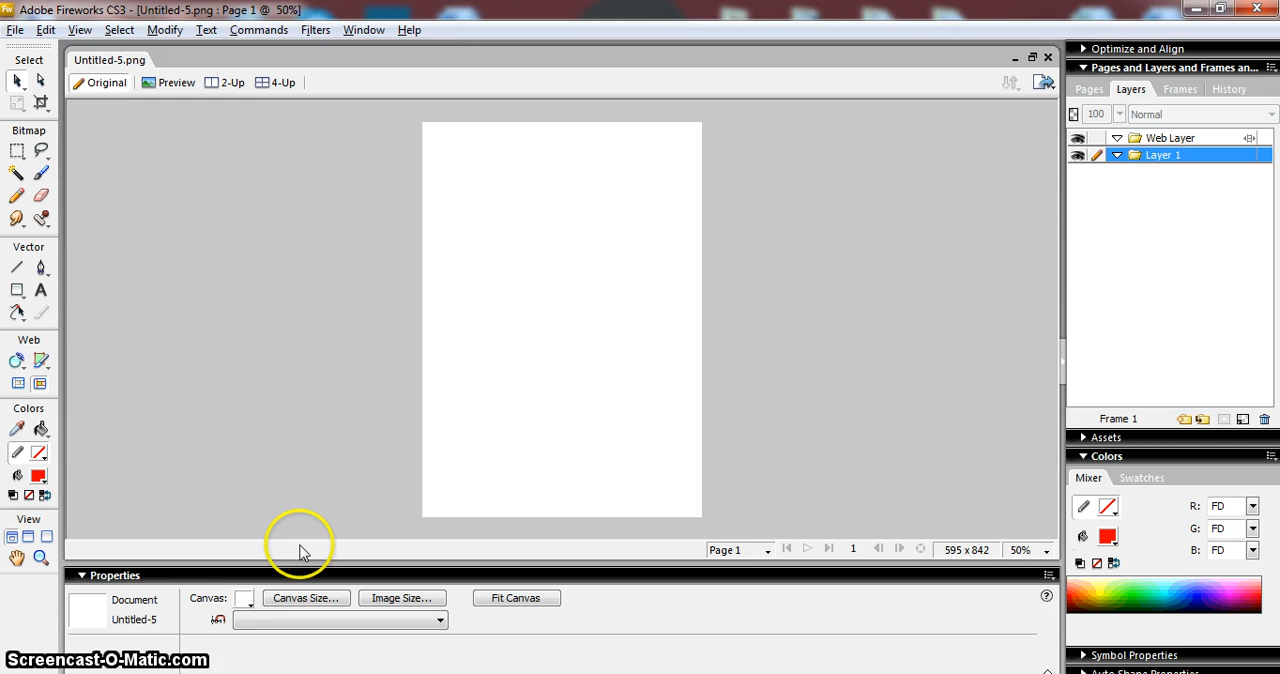 Fw Adobe Fireworks CS3 - [Untitled-5.png : Page 1 @ 50%]
File Edit View Select Modify Text Commands Filters Window Help
Select
Bitmap
Vector
A
Web
Colors
View
Untitled-5.png
Original Preview 2-Up 4-Up
Page 1 1 595 x 842 50%
Properties
Document
Untitled-5
Canvas: Canvas Size... Image Size... Fit Canvas
?
Optimize and Align
Pages and Layers and Frames an...
Pages Layers Frames History
100 Normal
Web Layer
Layer 1
Frame 1
Assets
Colors
Mixer Swatches
R: FD
G: FD
B: FD
Symbol Properties
Auto Shape Properties
Screencast-O-Matic.com